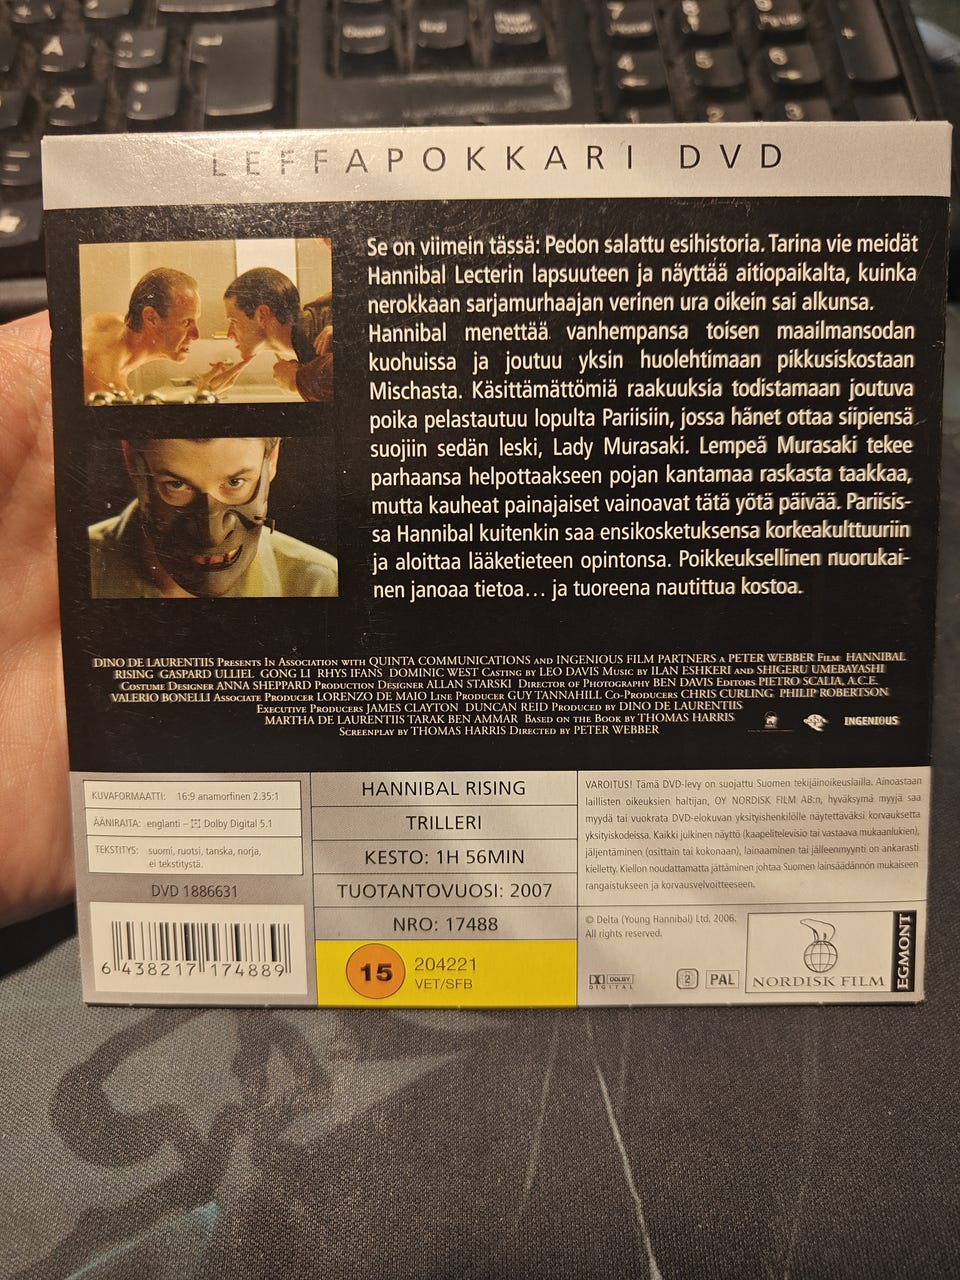 LEFFAPOKKARI DVD
Se on viimein tässä: Pedon salattu esihistoria. Tarina vie meidät
Hannibal Lecterin lapsuuteen ja näyttää aitiopaikalta, kuinka
nerokkaan sarjamurhaajan verinen ura oikein sai alkunsa.
Hannibal menettää vanhempansa toisen maailmansodan
kuohuissa ja joutuu yksin huolehtimaan pikkusiskostaan
Mischasta. Käsittämättömiä raakuuksia todistamaan joutuva
poika pelastautuu lopulta Pariisiin, jossa hänet ottaa siipiensä
suojiin sedän leski, Lady Murasaki. Lempeä Murasaki tekee
parhaansa helpottaakseen pojan kantamaa raskasta taakkaa,
mutta kauheat painajaiset vainoavat tätä yötä päivää. Pariisis-
sa Hannibal kuitenkin saa ensikosketuksensa korkeakulttuuriin
ja aloittaa lääketieteen opintonsa. Poikkeuksellinen nuorukai-
nen janoaa tietoa... ja tuoreena nautittua kostoa.
DINO DE LAURENTIIS Presents In Association with QUINTA COMMUNICATIONS and INGENIOUS FILM PARTNERS a PETER WEBBER Film HANNIBAL
RISING GASPARD ULLIEL GONG LI RHYS IFANS DOMINIC WEST Casting by LEO DAVIS Music by ILAN ESHKERI and SHIGERU UMEBAYASHI
Costume Designer ANNA SHEPPARD Production Designer ALLAN STARSKI Director of Photography BEN DAVIS Editors PIETRO SCALIA, A.C.E.
VALERIO BONELLI Associate Producer LORENZO DE MAIO Line Producer GUY TANNAHILL Co-Producers CHRIS CURLING PHILIP ROBERTSON
Executive Producers JAMES CLAYTON DUNCAN REID Produced by DINO DE LAURENTIIS
MARTHA DE LAURENTIIS TARAK BEN AMMAR Based on the Book by THOMAS HARRIS
Screenplay by THOMAS HARRIS Directed by PETER WEBBER
INGENIOUS
KUVAFORMAATTI: 16:9 anamorfinen 2.35:1
ÄÄNIRAITA: englanti – Dolby Digital 5.1
TEKSTITYS: suomi, ruotsi, tanska, norja,
ei tekstitystä.
DVD 1886631
6 438217 174889
HANNIBAL RISING
TRILLERI
KESTO: 1H 56MIN
TUOTANTOVUOSI: 2007
NRO: 17488
15
204221
VET/SFB
VAROITUS! Tämä DVD-levy on suojattu Suomen tekijäinoikeuslailla. Ainoastaan
laillisten oikeuksien haltijan, OY NORDISK FILM AB:n, hyväksymä myyjä saa
myydä tai vuokrata DVD-elokuvan yksityishenkilölle näytettäväksi korvauksetta
yksityiskodeissa. Kaikki julkinen näyttö (kaapelitelevisio tai vastaava mukaanlukien),
jäljentäminen (osittain tai kokonaan), lainaaminen tai jälleenmyynti on ankarasti
kielletty. Kiellon noudattamatta jättäminen johtaa Suomen lainsäädännön mukaiseen
rangaistukseen ja korvausvelvoitteeseen.
© Delta (Young Hannibal) Ltd. 2006.
All rights reserved.
DOLBY
DIGITAL
2
PAL
NORDISK FILM
EGMONT